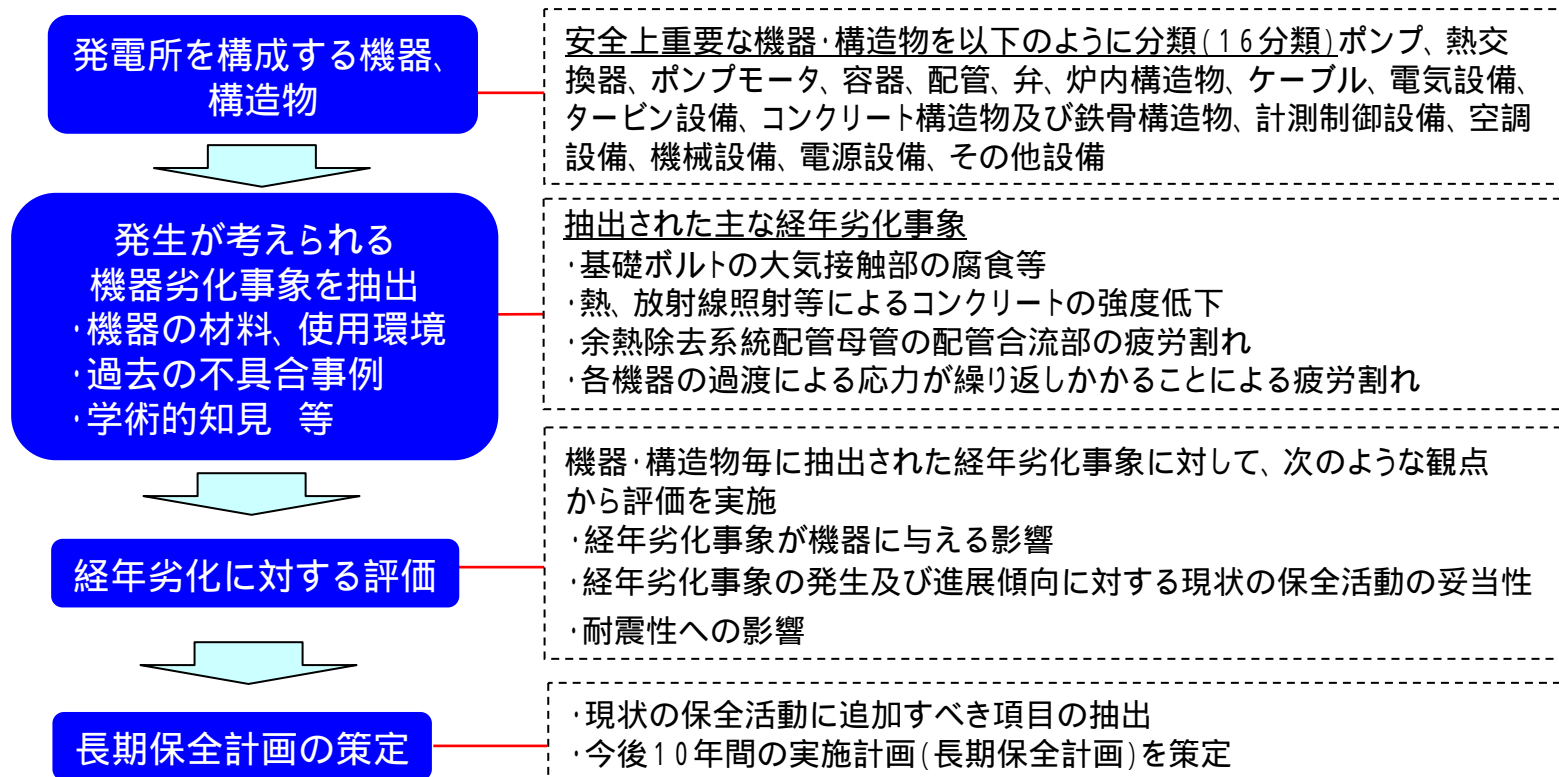 発電所を構成する機器、
構造物
安全上重要な機器・構造物を以下のように分類(16分類)ポンプ、熱交
換器、ポンプモータ、容器、配管、弁、炉内構造物、ケーブル、電気設備、
タービン設備、コンクリート構造物及び鉄骨構造物、計測制御設備、空調
設備、機械設備、電源設備、その他設備
発生が考えられる
機器劣化事象を抽出
・機器の材料、使用環境
・過去の不具合事例
・学術的知見 等
抽出された主な経年劣化事象
・基礎ボルトの大気接触部の腐食等
・熱、放射線照射等によるコンクリートの強度低下
・余熱除去系統配管母管の配管合流部の疲労割れ
・各機器の過渡による応力が繰り返しかかることによる疲労割れ
経年劣化に対する評価
機器・構造物毎に抽出された経年劣化事象に対して、次のような観点
から評価を実施
・経年劣化事象が機器に与える影響
・経年劣化事象の発生及び進展傾向に対する現状の保全活動の妥当性
・耐震性への影響
長期保全計画の策定
・現状の保全活動に追加すべき項目の抽出
・今後10年間の実施計画(長期保全計画)を策定